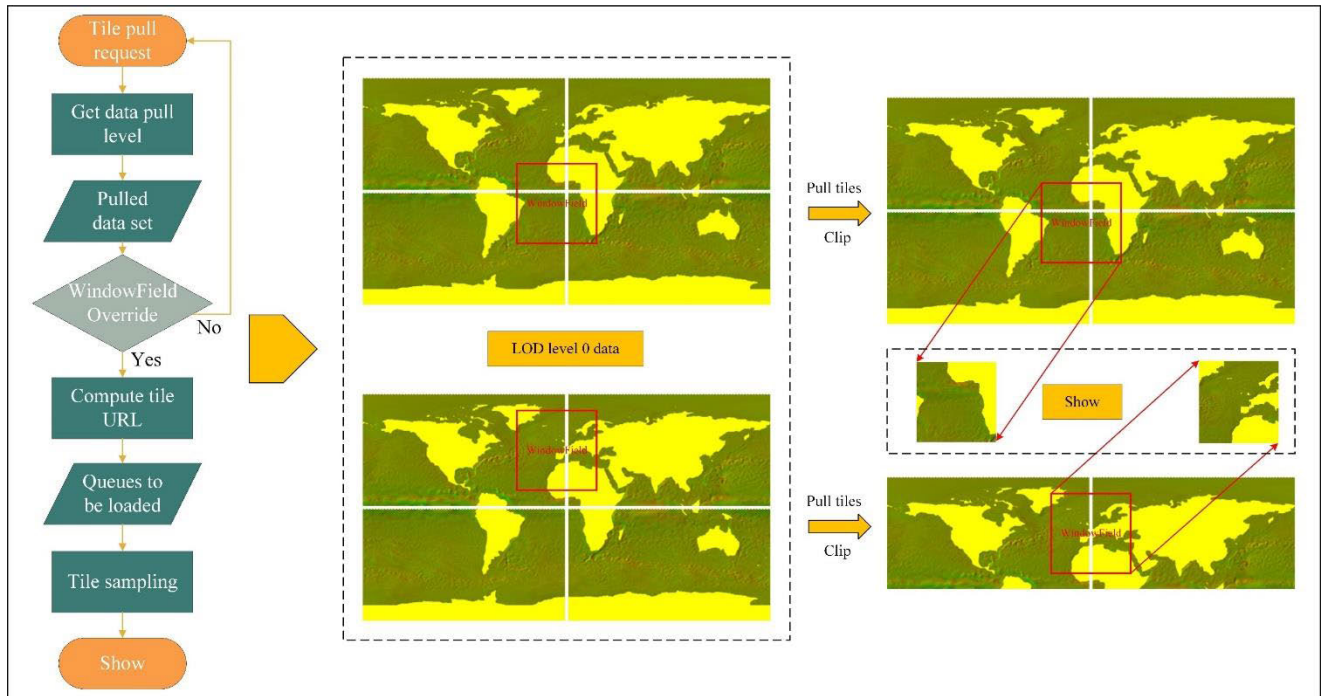 Tile pull
request
Get data pull
level
Pulled
data set
WindowField
Override
No
Yes
Compute tile
URL
Queues to
be loaded
Tile sampling
Show
WindowField
LOD level 0 data
WindowField
Pull tiles
Clip
WindowField
Show
Pull tiles
Clip
WindowField